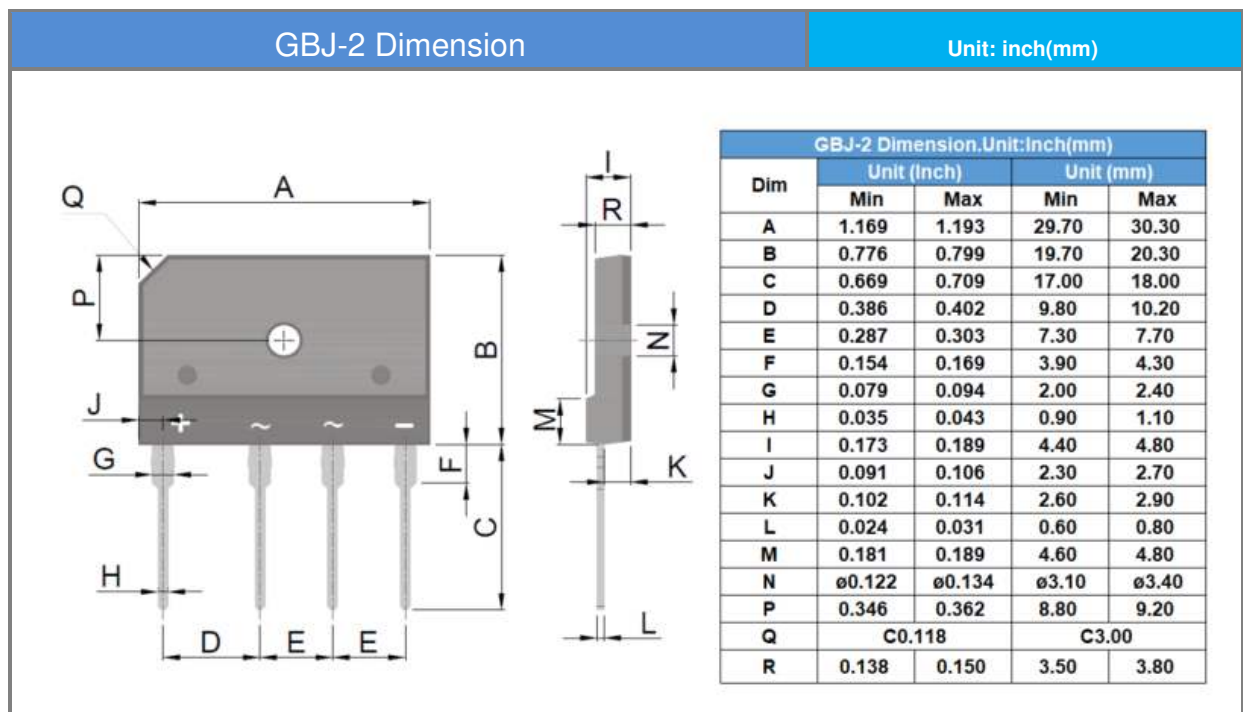 GBJ-2 Dimension Unit: inch(mm)
Q A I R
P N B
J M
+ ~ ~ -
G F K
C
H L
D E E
GBJ-2 Dimension.Unit:Inch(mm)
Dim Unit (Inch) Unit (mm)
Min Max Min Max
A 1.169 1.193 29.70 30.30
B 0.776 0.799 19.70 20.30
C 0.669 0.709 17.00 18.00
D 0.386 0.402 9.80 10.20
E 0.287 0.303 7.30 7.70
F 0.154 0.169 3.90 4.30
G 0.079 0.094 2.00 2.40
H 0.035 0.043 0.90 1.10
I 0.173 0.189 4.40 4.80
J 0.091 0.106 2.30 2.70
K 0.102 0.114 2.60 2.90
L 0.024 0.031 0.60 0.80
M 0.181 0.189 4.60 4.80
N ø0.122 ø0.134 ø3.10 ø3.40
P 0.346 0.362 8.80 9.20
Q C0.118 C3.00
R 0.138 0.150 3.50 3.80